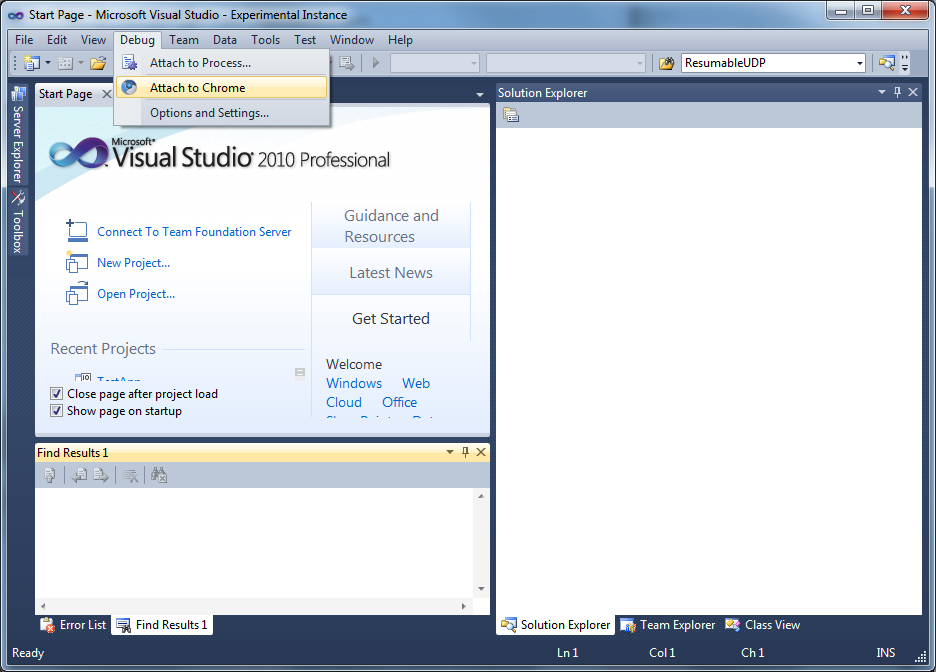 Start Page - Microsoft Visual Studio - Experimental Instance
File Edit View Debug Team Data Tools Test Window Help
Attach to Process...
Attach to Chrome
Options and Settings...
ResumableUDP
Server Explorer
Toolbox
Start Page
Microsoft®
Visual Studio® 2010 Professional
Connect To Team Foundation Server
New Project...
Open Project...
Recent Projects
10
TestApp
Close page after project load
Show page on startup
Guidance and
Resources
Latest News
Get Started
Welcome
Windows Web
Cloud Office
Find Results 1
Error List
Find Results 1
Solution Explorer
Solution Explorer
Team Explorer
Class View
Ready
Ln 1 Col 1 Ch 1 INS